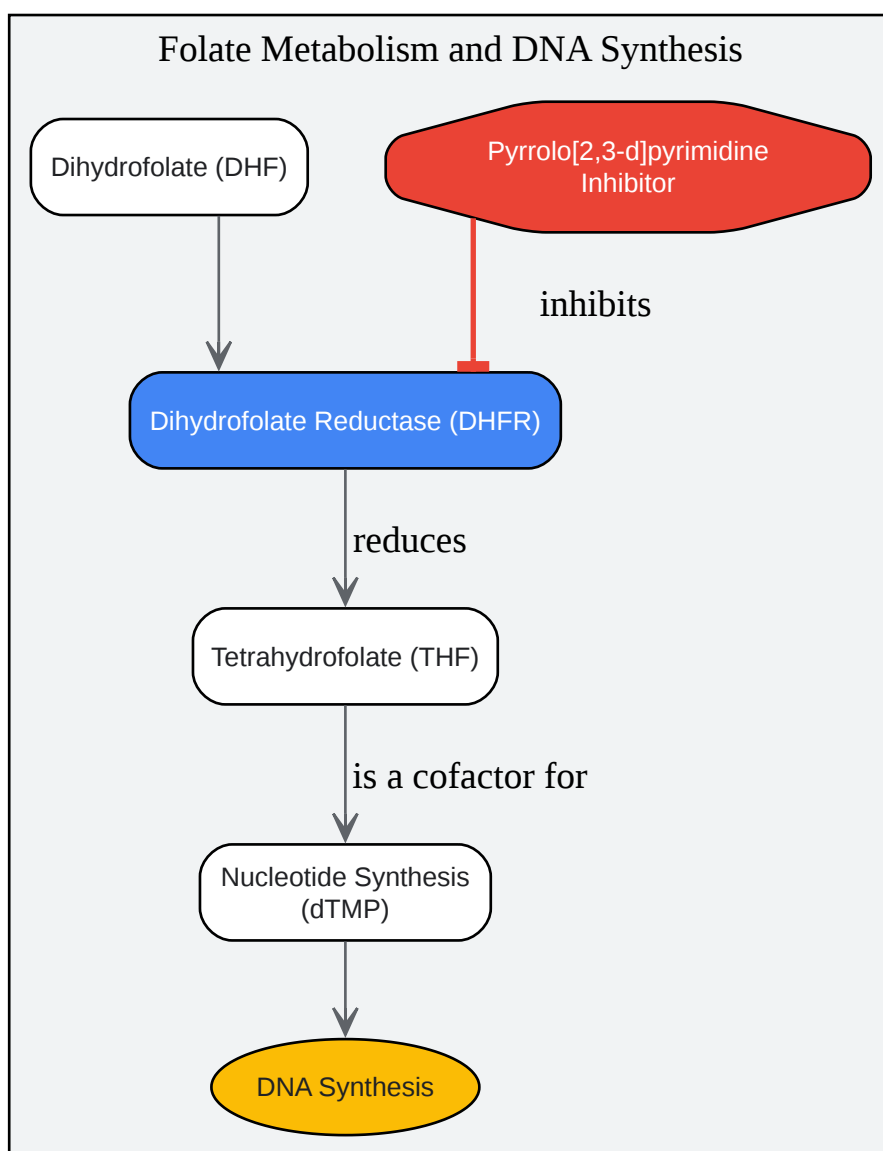 Folate Metabolism and DNA Synthesis
Dihydrofolate (DHF)
Pyrrolo[2,3-d]pyrimidine
Inhibitor
inhibits
Dihydrofolate Reductase (DHFR)
reduces
Tetrahydrofolate (THF)
is a cofactor for
Nucleotide Synthesis
(dTMP)
DNA Synthesis